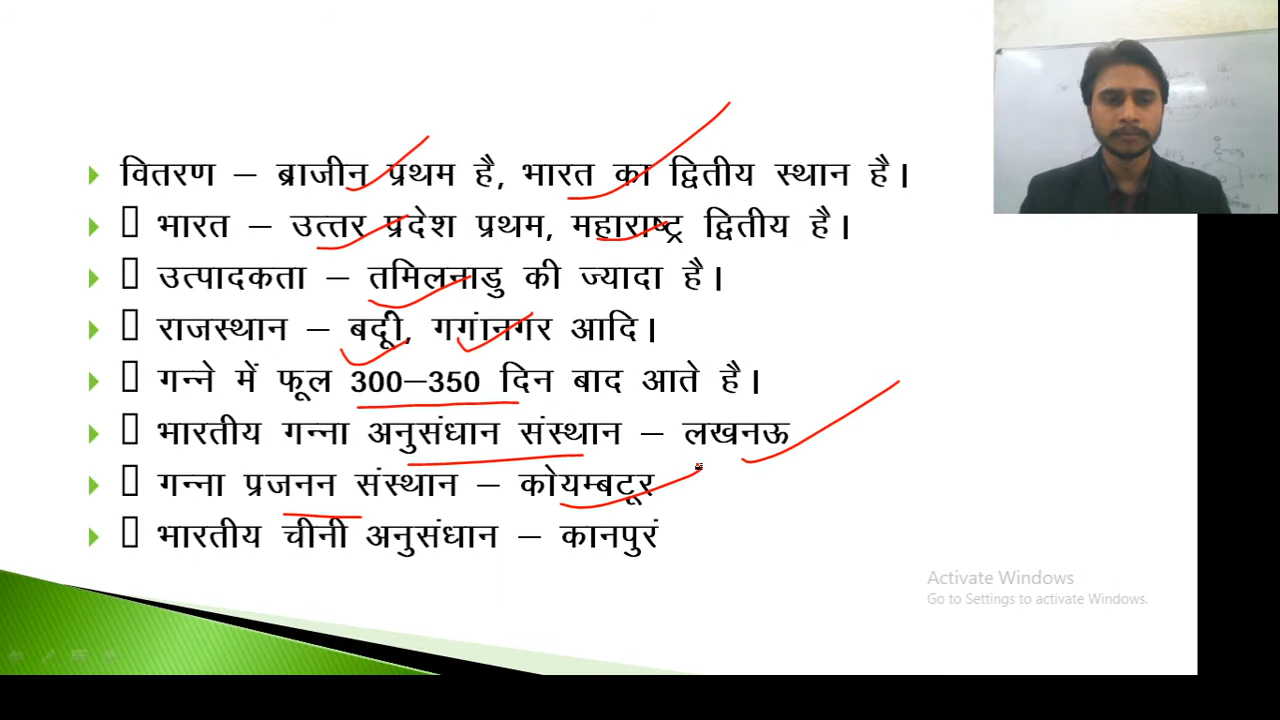 वितरण – ब्राजीन प्रथम है, भारत का द्वितीय स्थान है।
भारत – उत्तर प्रदेश प्रथम, महाराष्ट्र द्वितीय है।
उत्पादकता – तमिलनाडु की ज्यादा है।
राजस्थान – बदूी, गगांनगर आदि।
गन्ने में फूल 300–350 दिन बाद आते है।
भारतीय गन्ना अनुसंधान संस्थान – लखनऊ
गन्ना प्रजनन संस्थान – कोयम्बटूर
भारतीय चीनी अनुसंधान – कानपुरं
Activate Windows
Go to Settings to activate Windows.